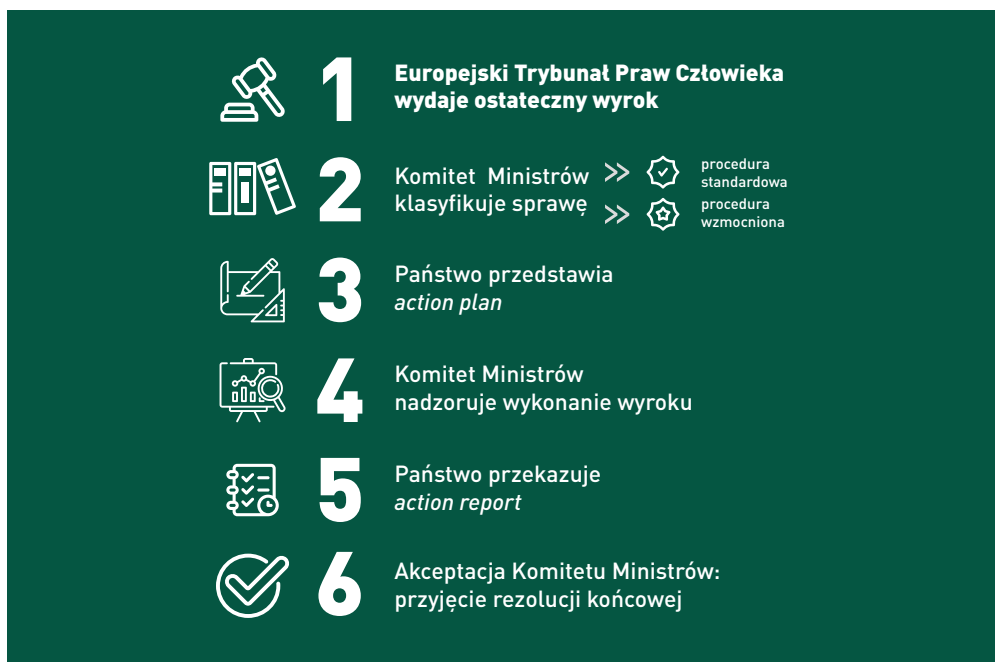 1
Europejski Trybunał Praw Człowieka
wydaje ostateczny wyrok
2
Komitet Ministrów
klasyfikuje sprawę
>>
procedura
standardowa
>>
procedura
wzmocniona
3
Państwo przedstawia
action plan
4
Komitet Ministrów
nadzoruje wykonanie wyroku
5
Państwo przekazuje
action report
6
Akceptacja Komitetu Ministrów:
przyjęcie rezolucji końcowej